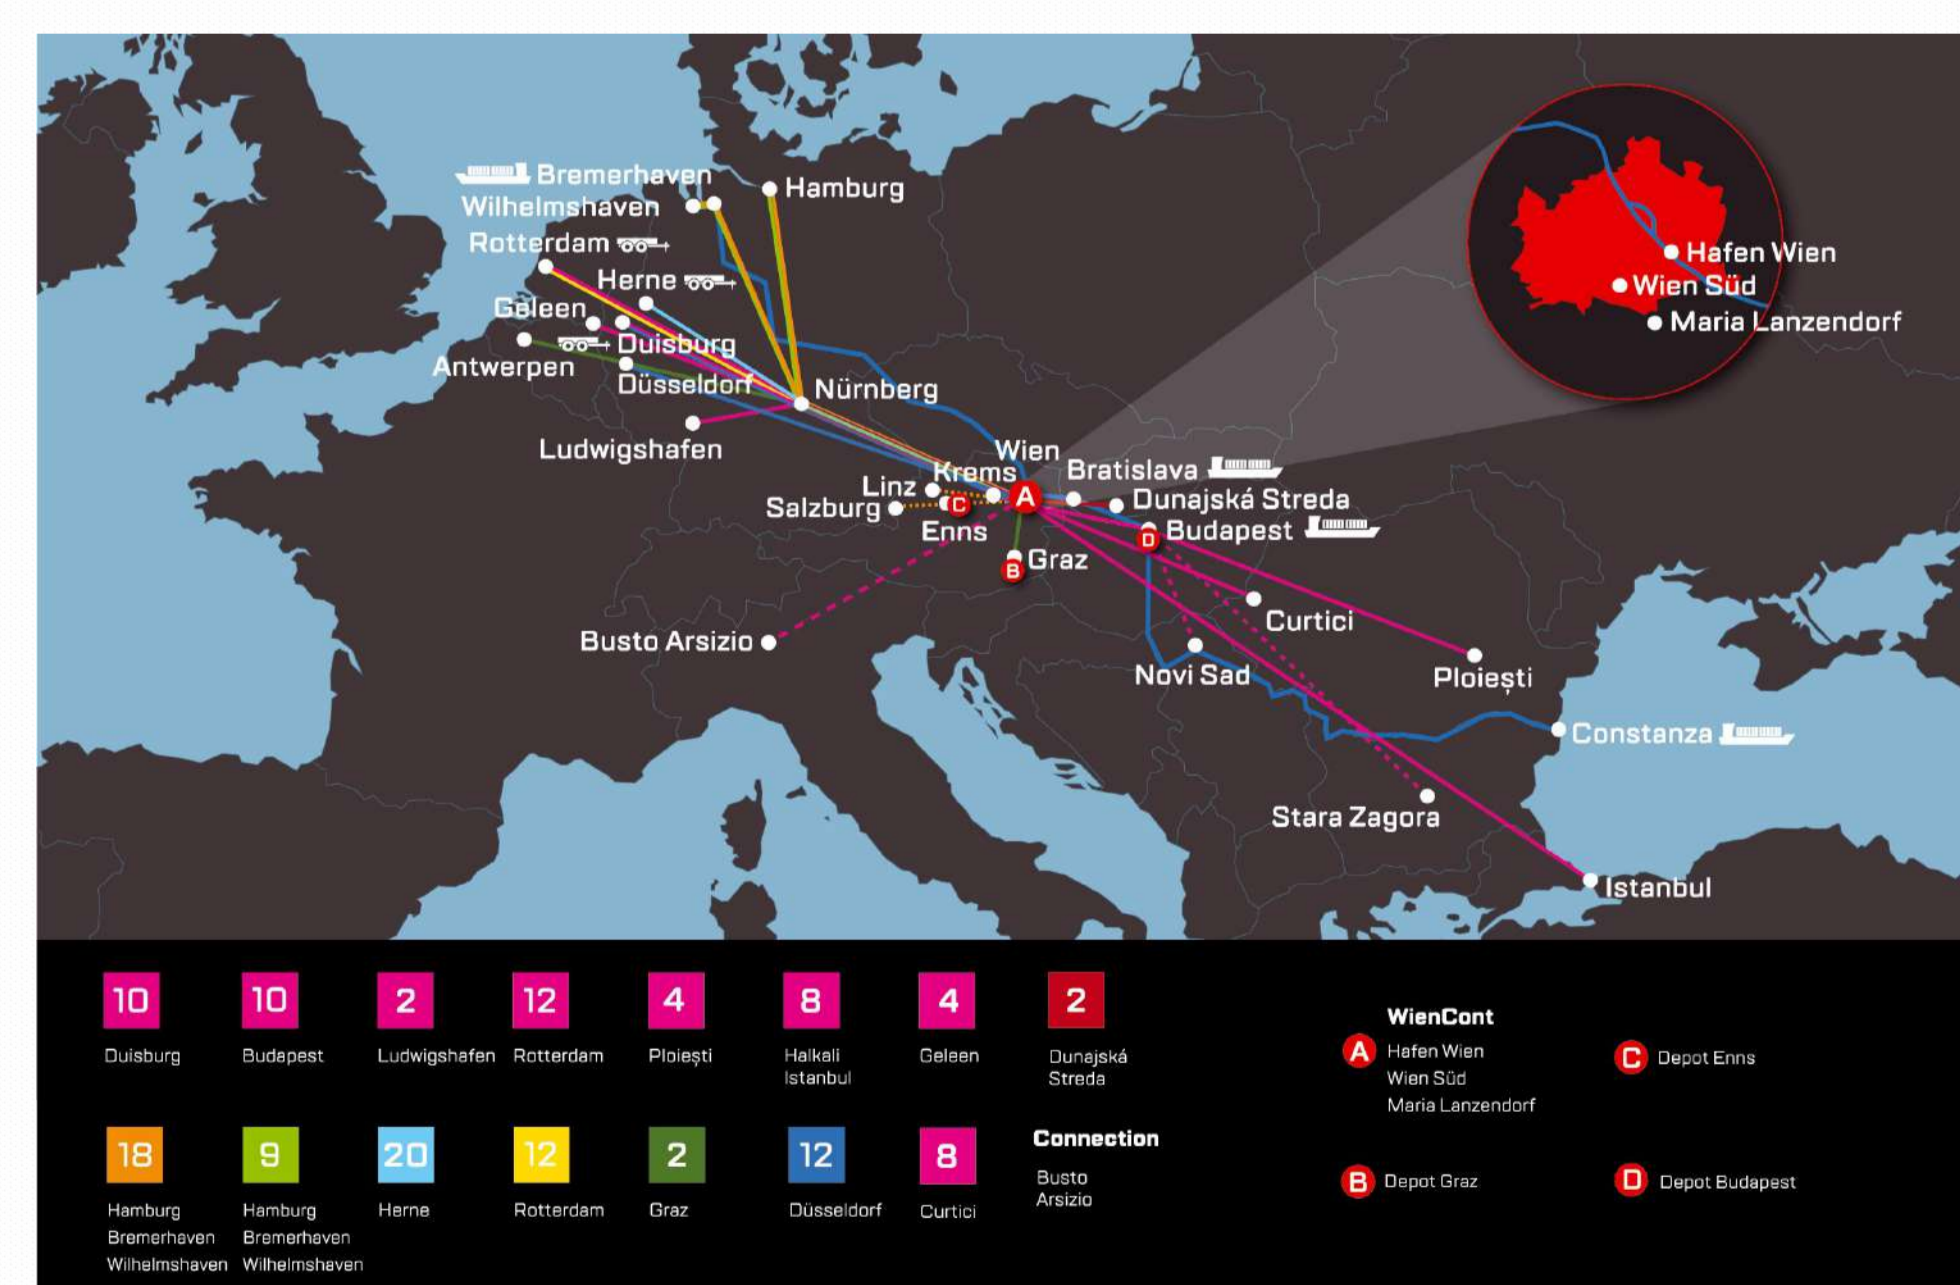 Bremerhaven
Hamburg
Wilhelmshaven
Rotterdam
Herne
Geleen
Duisburg
Antwerpen
Düsseldorf
Nürnberg
Ludwigshafen
Hafen Wien
Wien Süd
Maria Lanzendorf
Wien
Krems
Bratislava
Linz
A
Dunajská Streda
Salzburg
C
Enns
Budapest
D
Graz
B
Curtici
Busto Arsizio
Novi Sad
Ploiești
Constanza
Stara Zagora
Istanbul
10
Duisburg
10
Budapest
2
Ludwigshafen
12
Rotterdam
4
Ploiești
8
Halkali
Istanbul
4
Geleen
2
Dunajská
Streda
18
Hamburg
Bremerhaven
Wilhelmshaven
9
Hamburg
Bremerhaven
Wilhelmshaven
20
Herne
12
Rotterdam
2
Graz
12
Düsseldorf
8
Curtici
Connection
Busto
Arsizio
WienCont
A
Hafen Wien
Wien Süd
Maria Lanzendorf
B Depot Graz
C Depot Enns
D Depot Budapest